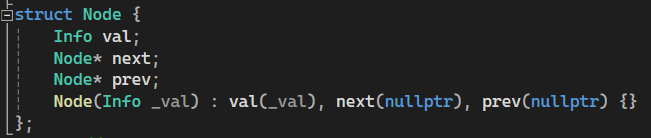 struct Node {
Info val;
Node* next;
Node* prev;
Node(Info _val) : val(_val), next(nullptr), prev(nullptr) {}
};